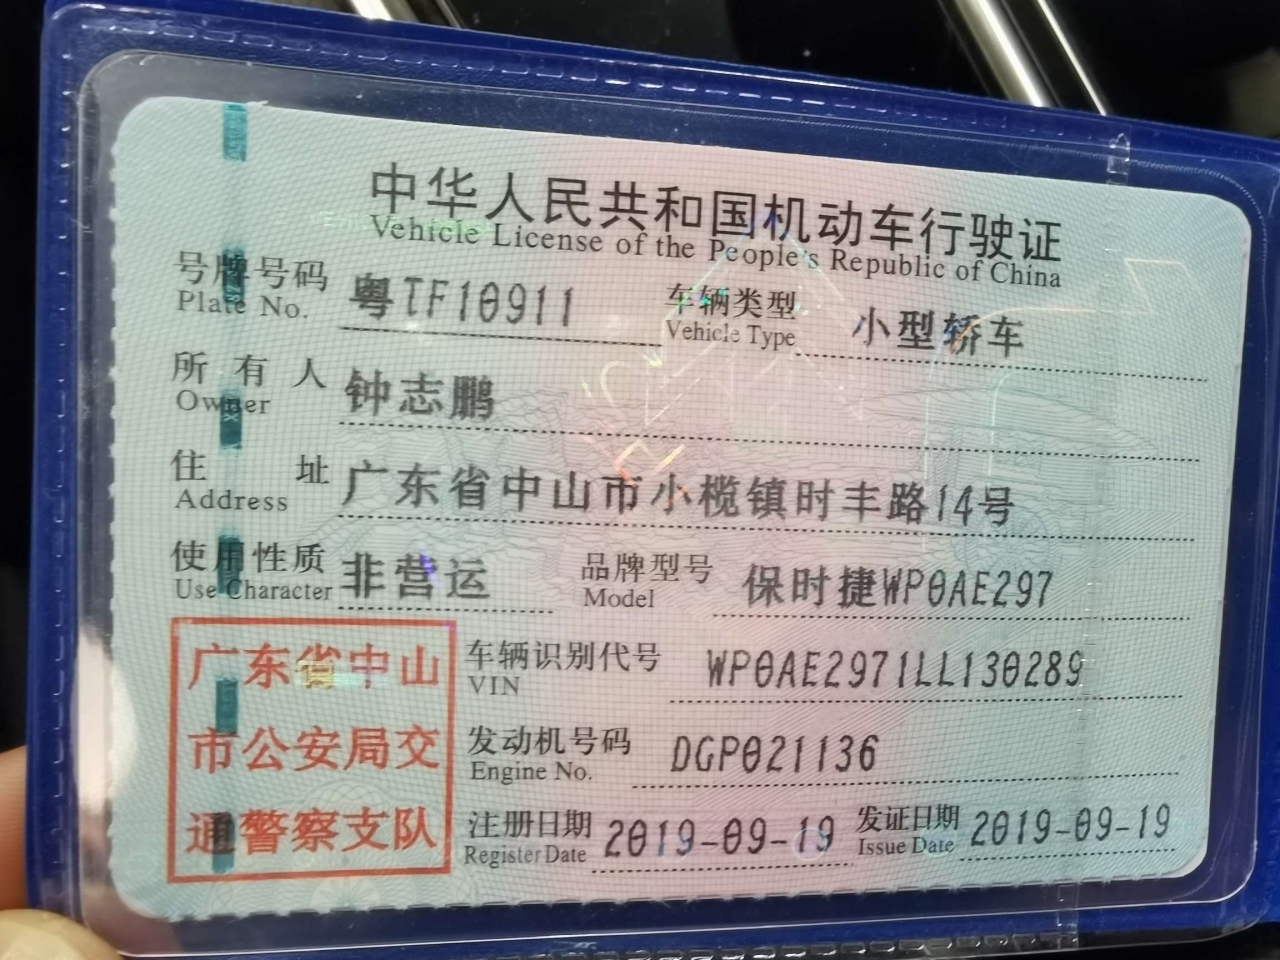 中华人民共和国机动车行驶证
Vehicle License of the People's Republic of China
号牌号码 粤TF10911 车辆类型 小型轿车
Plate No. Vehicle Type
所有人 钟志鹏
Owner
住址 广东省中山市小榄镇时丰路14号
Address
使用性质 非营运 品牌型号 保时捷WP0AE297
Use Character Model
广东省中山
市公安局交
通警察支队
车辆识别代号 WP0AE2971LL130289
VIN
发动机号码 DGP021136
Engine No.
注册日期 2019-09-19 发证日期 2019-09-19
Register Date Issue Date